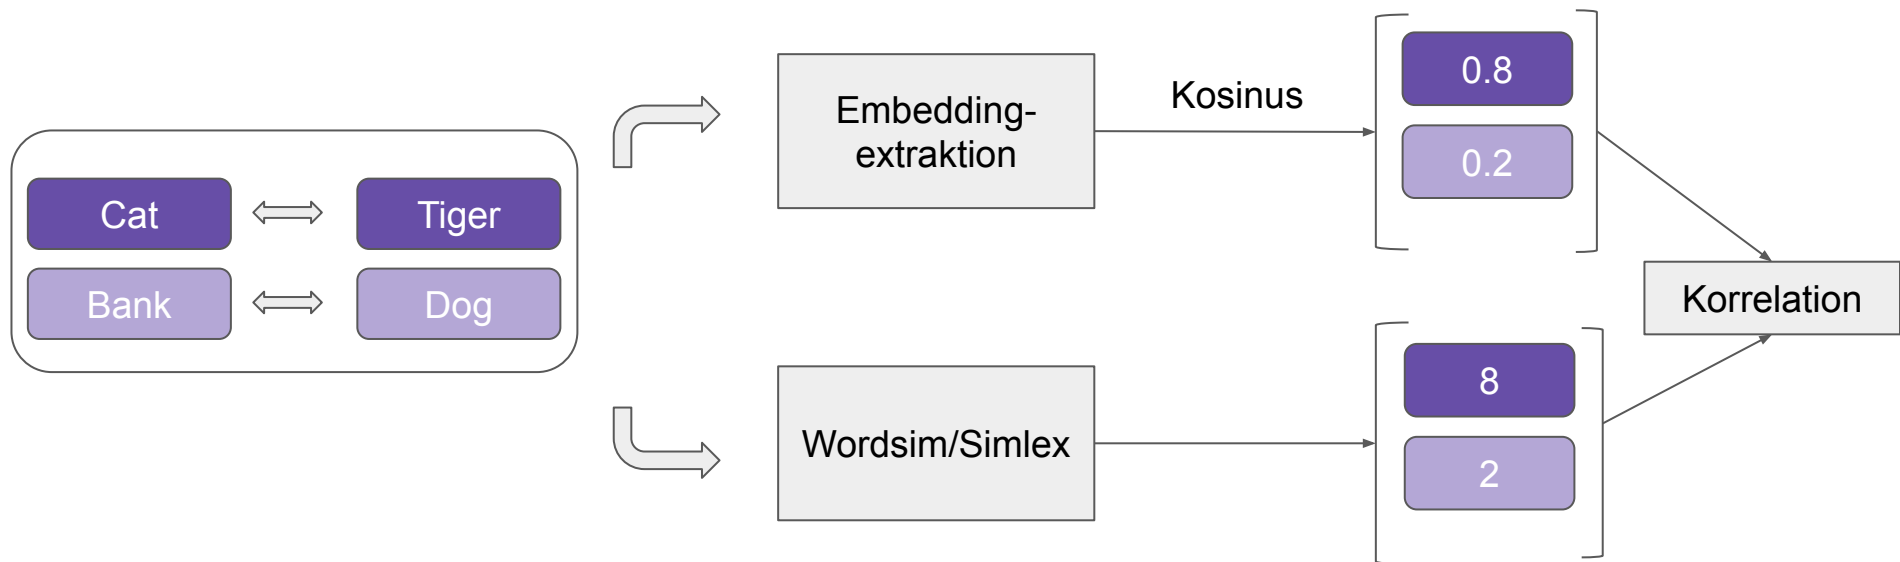 Cat
Tiger
Bank
Dog
Embedding-
extraktion
Kosinus
0.8
0.2
Wordsim/Simlex
8
2
Korrelation